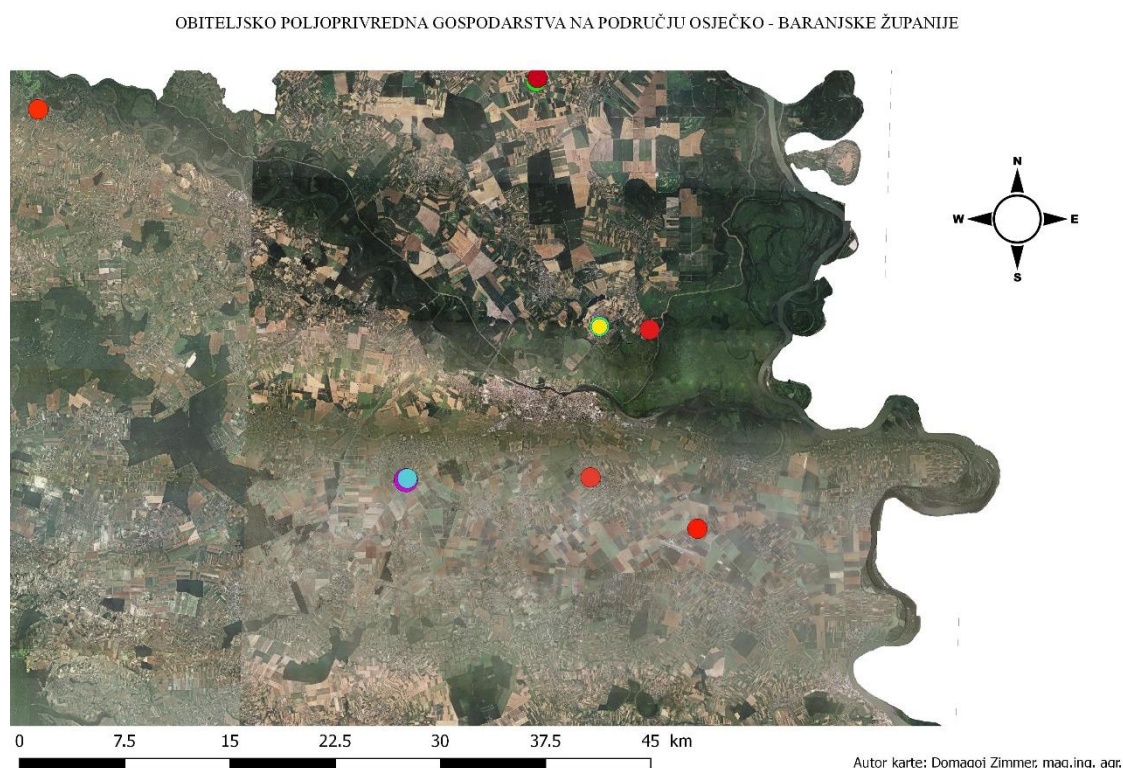 OBITELJSKO POLJOPRIVREDNA GOSPODARSTVA NA PODRUČJU OSJEČKO - BARANJSKE ŽUPANIJE
N
W E
S
0 7.5 15 22.5 30 37.5 45 km
Autor karte: Domagoj Zimmer, mag.ing. agr.